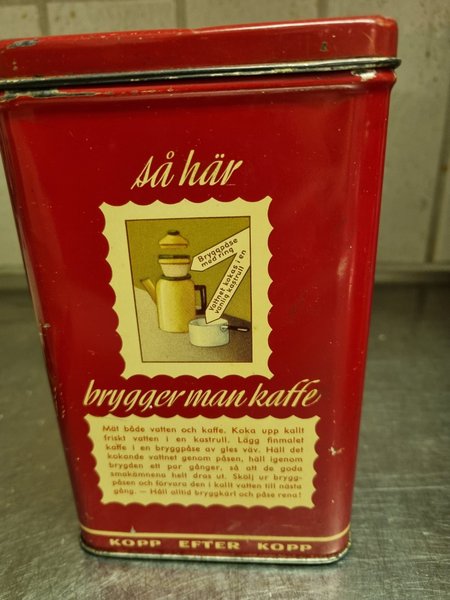 så här
Bryggpåse
med ring
Vattnet kokas i en
vanlig kastrull
brygger man kaffe
Mät både vatten och kaffe. Koka upp kallt
friskt vatten i en kastrull. Lägg finmalet
kaffe i en bryggpåse av gles väv. Häll det
kokande vattnet genom påsen, häll igenom
brygden ett par gånger, så att de goda
smakämnena helt dras ut. Skölj ur brygg-
påsen och förvara den i kallt vatten till nästa
gång. — Håll alltid bryggkärl och påse rena!
KOPP EFTER KOPP